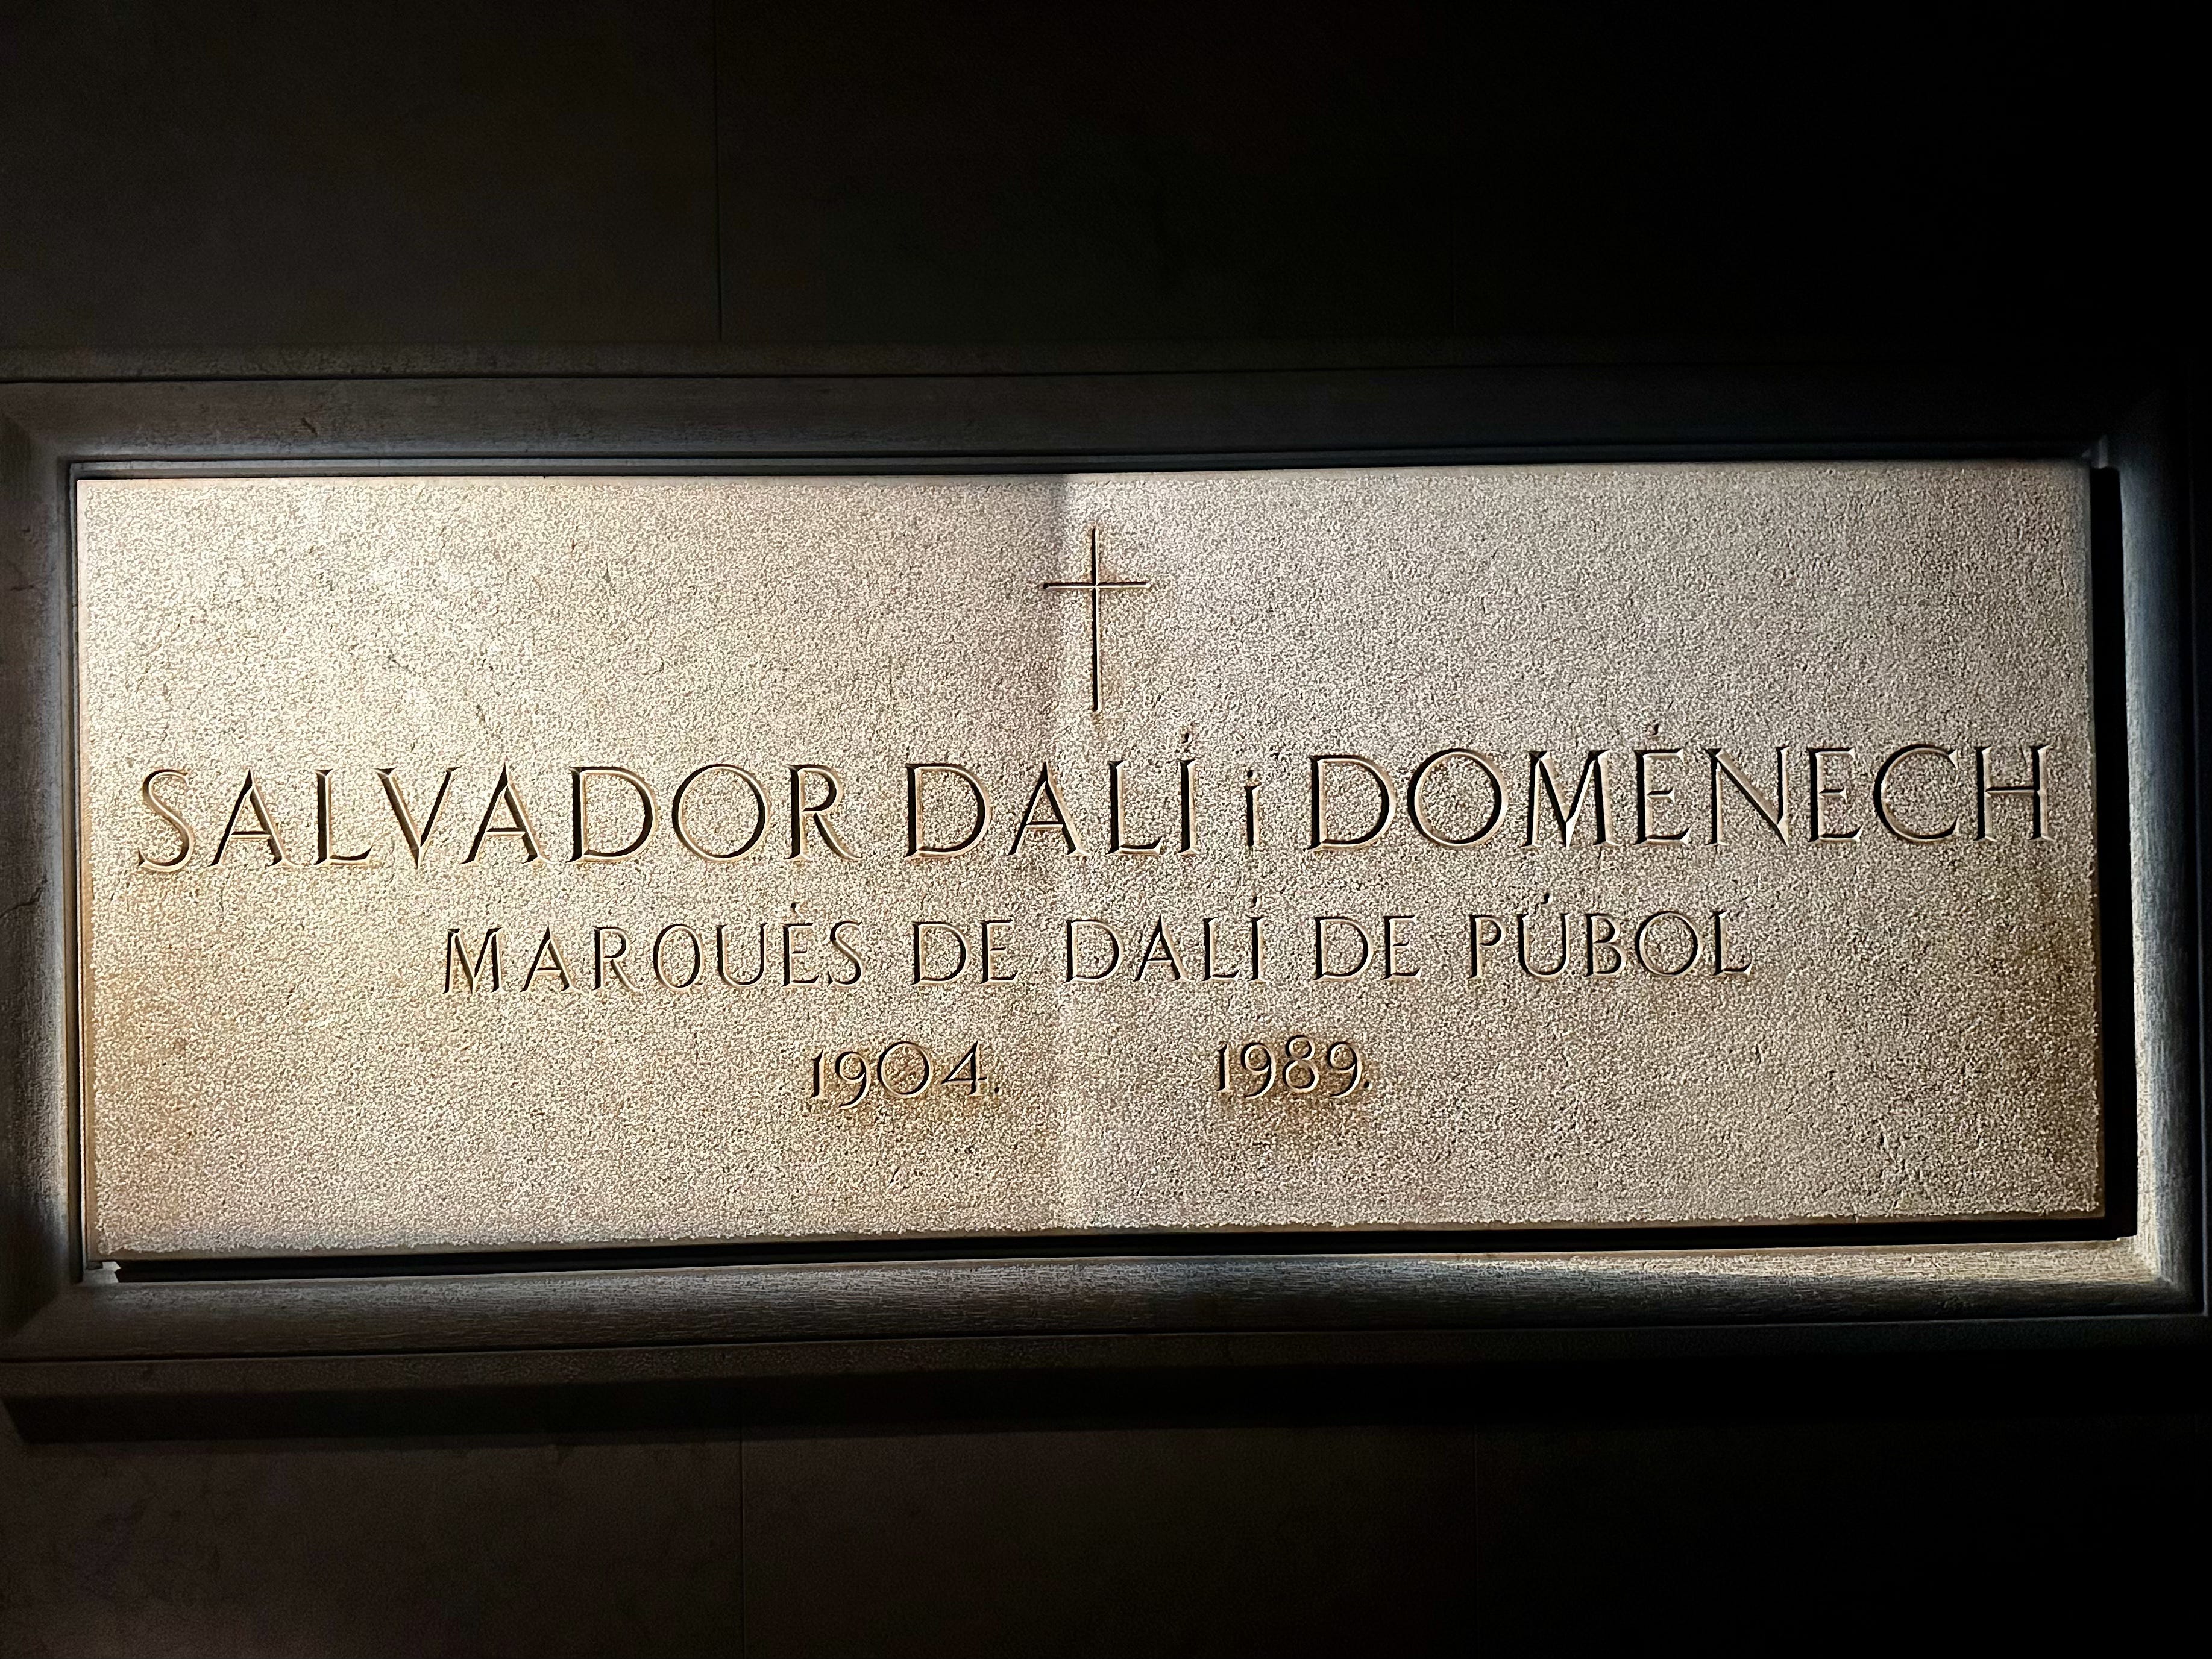 SALVADOR DALÍ i DOMÉNECH
MARQUÉS DE DALÍ DE PÚBOL
1904. 1989.